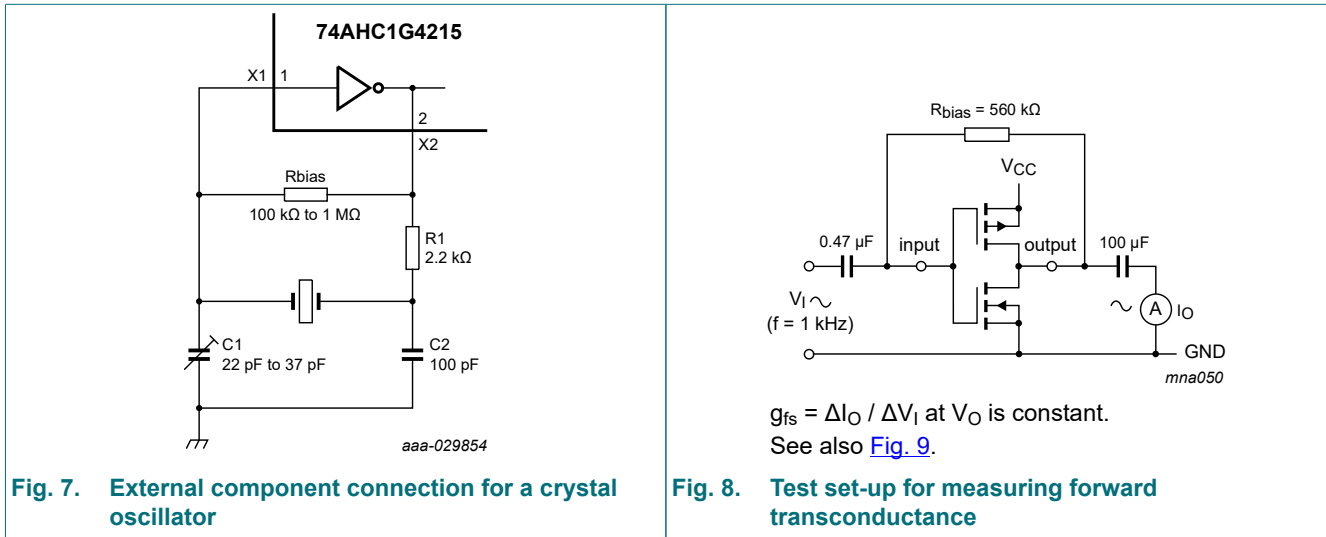 74AHC1G4215
X1
1
2
X2
Rbias
100 kΩ to 1 MΩ
R1
2.2 kΩ
C1
22 pF to 37 pF
C2
100 pF
aaa-029854
Fig. 7. External component connection for a crystal
oscillator
Rbias = 560 kΩ
VCC
0.47 µF
input
output
100 µF
VI
(f = 1 kHz)
A
IO
GND
mna050
gfs = ΔIO / ΔVI at VO is constant.
See also Fig. 9.
Fig. 8. Test set-up for measuring forward
transconductance